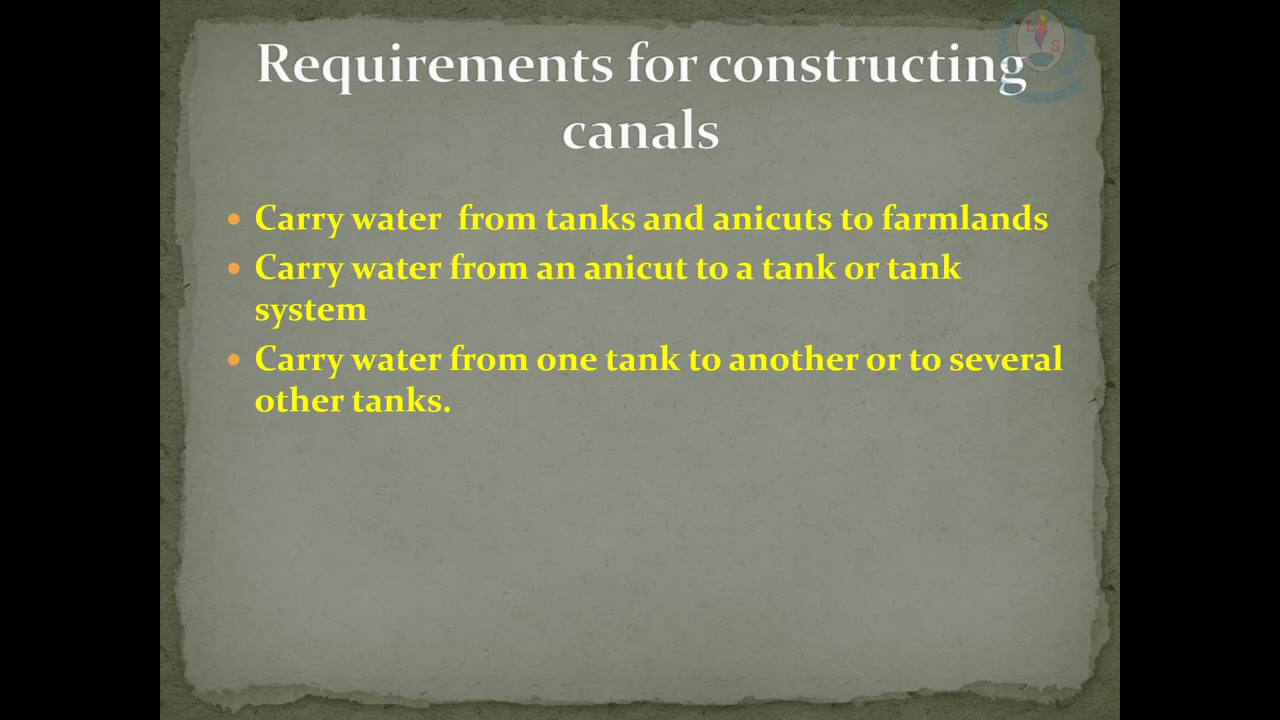 Requirements for constructing
canals
L
S
• Carry water  from tanks and anicuts to farmlands
• Carry water from an anicut to a tank or tank
system
• Carry water from one tank to another or to several
other tanks.